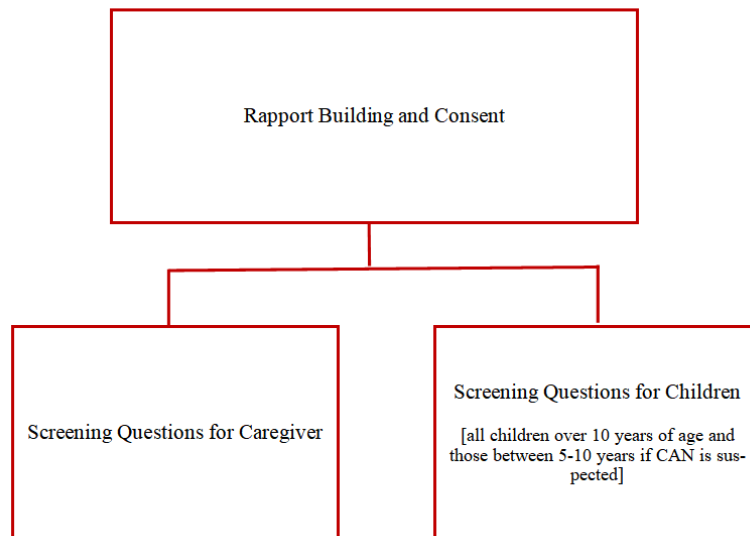 Rapport Building and Consent
Screening Questions for Caregiver
Screening Questions for Children
[all children over 10 years of age and
those between 5-10 years if CAN is sus-
pected]